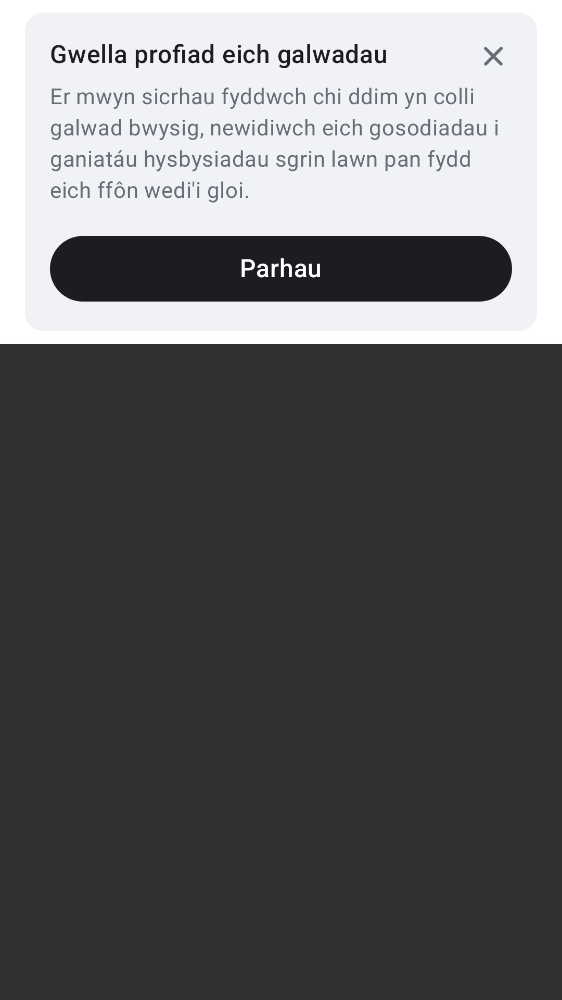 Gwella profiad eich galwadau
Er mwyn sicrhau fyddwch chi ddim yn colli
galwad bwysig, newidiwch eich gosodiadau i
ganiatáu hysbysiadau sgrin lawn pan fydd
eich ffôn wedi'i gloi.
Parhau